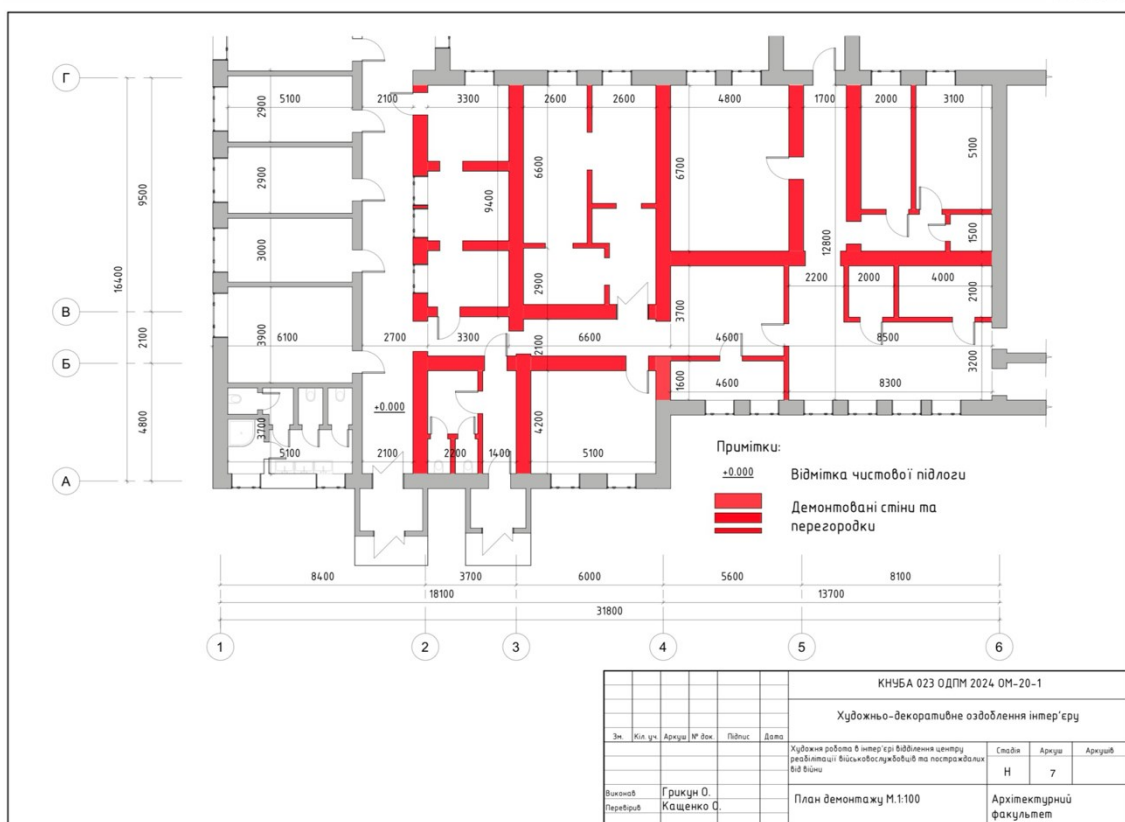 Г
В
Б
А
16400
9500
2100
4800
5100
2100
3300
2600
2600
4800
1700
2000
3100
2900
2900
3000
3900
6600
9400
6700
5100
1500
12800
2900
2200
2000
4000
2100
3700
6100
2700
3300
2100
6600
4600
8500
3200
1600
4600
8300
+0.000
4200
3700
5100
2100
2200
1400
5100
Примітки:
+0.000 Відмітка чистової підлоги
Демонтовані стіни та
перегородки
8400
3700
6000
5600
8100
18100
13700
31800
1
2
3
4
5
6
КНУБА 023 ОДПМ 2024 ОМ-20-1
Художньо-декоративне оздоблення інтер'єру
Зм. Кіл. уч Аркуш № док. Підпис Дата
Художня робота в інтер'єрі відділення центру
реабілітації військовослужбовців та постраждалих
від війни
Стадія Аркуш Аркушів
Н 7
Виконав Грикун О.
Перевірив Кащенко О.
План демонтажу М.1:100
Архітектурний
факультет